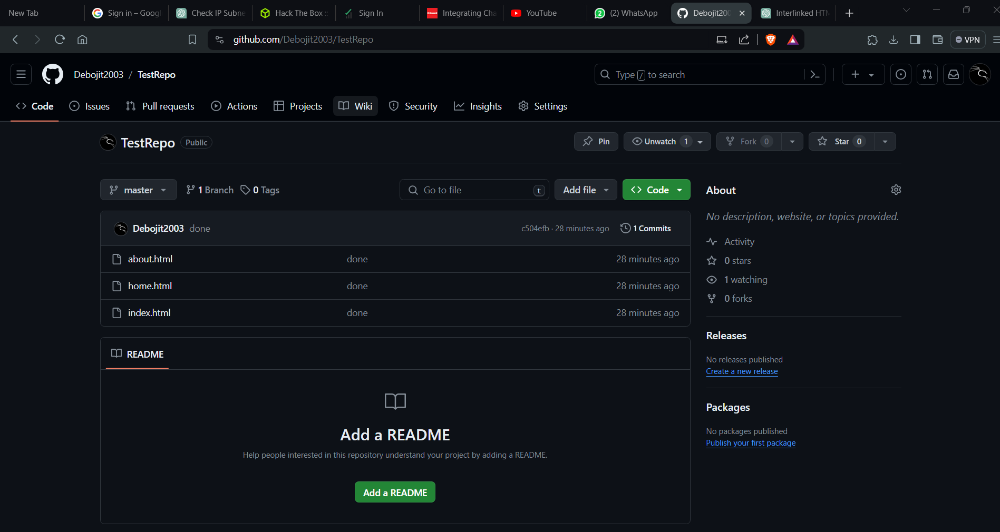 New Tab
Sign in – Googl
Check IP Subne
Hack The Box ::
Sign In
Integrating Cha
YouTube
(2) WhatsApp
Debojit200
Interlinked HTM
github.com/Debojit2003/TestRepo
VPN
Debojit2003 / TestRepo
Type / to search
Code Issues Pull requests Actions Projects Wiki Security Insights Settings
TestRepo Public
Pin
Unwatch 1
Fork 0
Star 0
master
1 Branch
0 Tags
Go to file t
Add file
Code
Debojit2003 done
c504efb · 28 minutes ago
1 Commits
about.html done 28 minutes ago
home.html done 28 minutes ago
index.html done 28 minutes ago
README
Add a README
Help people interested in this repository understand your project by adding a README.
Add a README
About
No description, website, or topics provided.
Activity
0 stars
1 watching
0 forks
Releases
No releases published
Create a new release
Packages
No packages published
Publish your first package